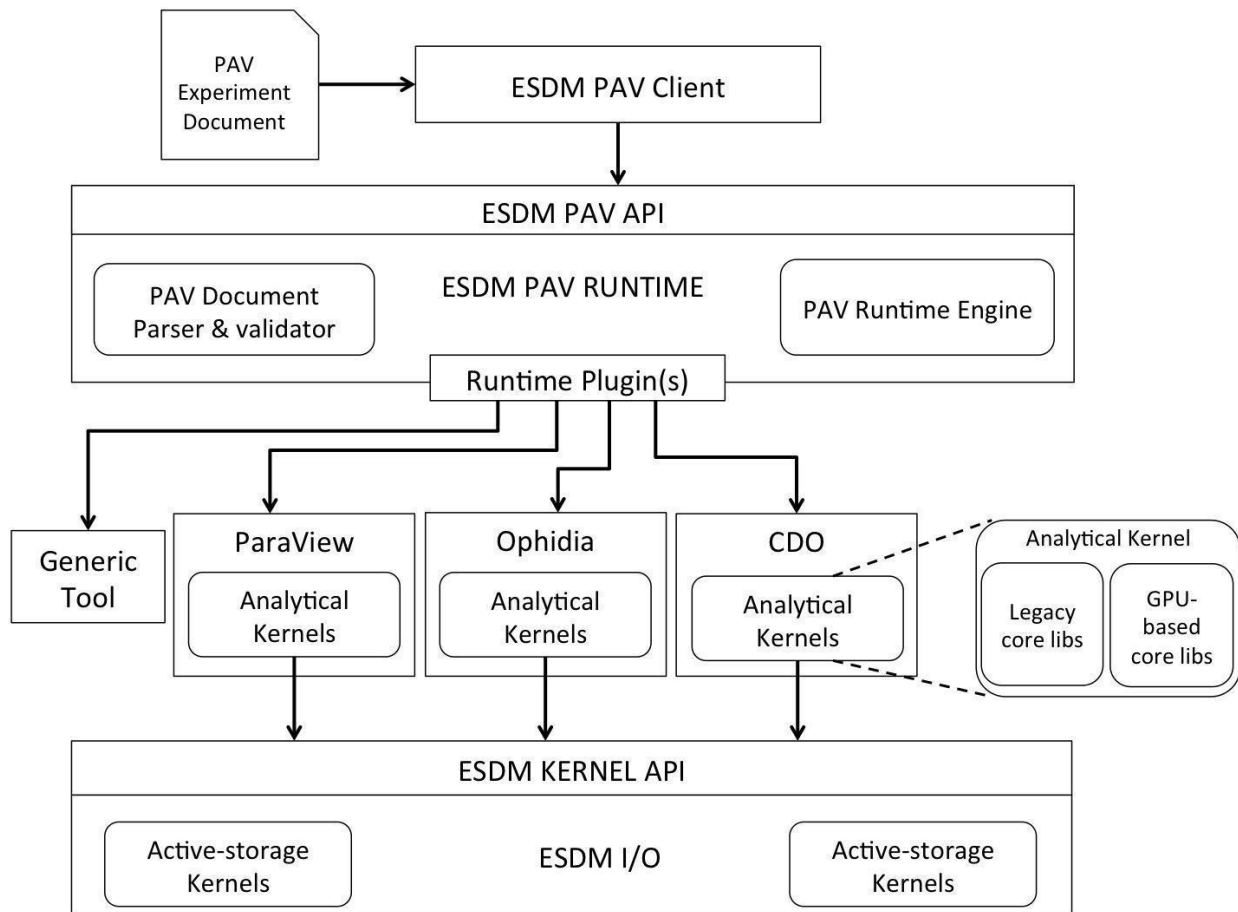 PAV
Experiment
Document
ESDM PAV Client
ESDM PAV API
ESDM PAV RUNTIME
PAV Document
Parser & validator
PAV Runtime Engine
Runtime Plugin(s)
Generic
Tool
ParaView
Analytical
Kernels
Ophidia
Analytical
Kernels
CDO
Analytical
Kernels
Analytical Kernel
Legacy
core libs
GPU-
based
core libs
ESDM KERNEL API
Active-storage
Kernels
ESDM I/O
Active-storage
Kernels